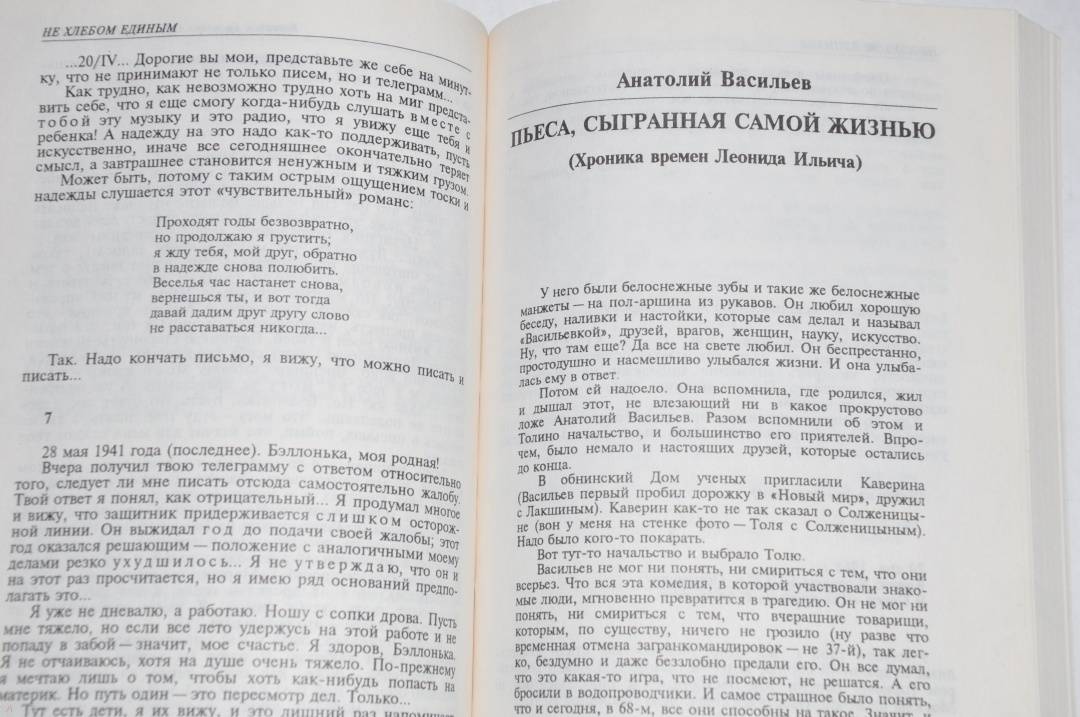 НЕ ХЛЕБОМ ЕДИНЫМ
...20/IV... Дорогие вы мои, представьте же себе на минут-
ку, что не принимают не только писем, но и телеграмм...
Как трудно, как невозможно трудно хоть на миг предста-
вить себе, что я еще смогу когда-нибудь слушать вместе с
тобой эту музыку и это радио, что я увижу еще тебя и
ребенка! А надежду на это надо как-то поддерживать, пусть
искусственно, иначе все сегодняшнее окончательно теряет
смысл, а завтрашнее становится ненужным и тяжким грузом.
Может быть, потому с таким острым ощущением тоски и
надежды слушается этот "чувствительный" романс:
Проходят годы безвозвратно,
но продолжаю я грустить;
я жду тебя, мой друг, обратно
в надежде снова полюбить.
Веселья час настанет снова,
вернешься ты, и вот тогда
давай дадим друг другу слово
не расставаться никогда...
Так. Надо кончать письмо, я вижу, что можно писать и
писать...
7
28 мая 1941 года (последнее). Бэллонька, моя родная!
Вчера получил твою телеграмму с ответом относительно
того, следует ли мне писать отсюда самостоятельно жалобу.
Твой ответ я понял, как отрицательный... Я продумал многое
и вижу, что защитник придерживается слишком осторож-
ной линии. Он выжидал год до подачи своей жалобы; этот
год оказался решающим — положение с аналогичными моему
делами резко ухудшилось... Я не утверждаю, что он и
на этот раз просчитается, но я имею ряд оснований предпо-
лагать это...
Я уже не дневалю, а работаю. Ношу с сопки дрова. Пусть
мне тяжело, но если все лето удержусь на этой работе и не
попаду в забой — значит, мое счастье. Я здоров, Бэллонька.
Я не отчаиваюсь, хотя на душе очень тяжело. По-прежнему
я мечтаю лишь о том, чтобы хоть как-нибудь попасть на
материк. Но путь один — это пересмотр дел. Только...
Тут есть дети, я их вижу, и это лишний раз
Анатолий Васильев
ПЬЕСА, СЫГРАННАЯ САМОЙ ЖИЗНЬЮ
(Хроника времен Леонида Ильича)
У него были белоснежные зубы и такие же белоснежные
манжеты — на пол-аршина из рукавов. Он любил хорошую
беседу, наливки и настойки, которые сам делал и называл
«Васильевкой», друзей, врагов, женщин, науку, искусство.
Ну, что там еще? Да все на свете любил. Он беспрестанно,
простодушно и насмешливо улыбался жизни. И она улыба-
лась ему в ответ.
Потом ей надоело. Она вспомнила, где родился, жил
и дышал этот, не влезающий ни в какое прокрустово
ложе Анатолий Васильев. Разом вспомнили об этом и
Толино начальство, и большинство его приятелей. Впро-
чем, было немало и настоящих друзей, которые остались
до конца.
В обнинский Дом ученых пригласили Каверина
(Васильев первый пробил дорожку в «Новый мир», дружил
с Лакшиным). Каверин как-то не так сказал о Солженицы-
не (вон у меня на стенке фото — Толя с Солженицыным).
Надо было кого-то покарать.
Вот тут-то начальство и выбрало Толю.
Васильев не мог ни понять, ни смириться с тем, что они
всерьез. Что вся эта комедия, в которой участвовали знако-
мые люди, мгновенно превратится в трагедию. Он не мог ни
понять, ни смириться с тем, что вчерашние товарищи,
которым, по существу, ничего не грозило (ну разве что
временная отмена загранкомандировок — не 37-й), так лег-
ко, бездумно и даже беззлобно предали его. Он все думал,
что это какая-то игра, что не посмеют, не решатся. А его
бросили в водопроводчики. И самое страшное было понять,
что и сегодня, в 68-м, все они способны на такое. Значит, и